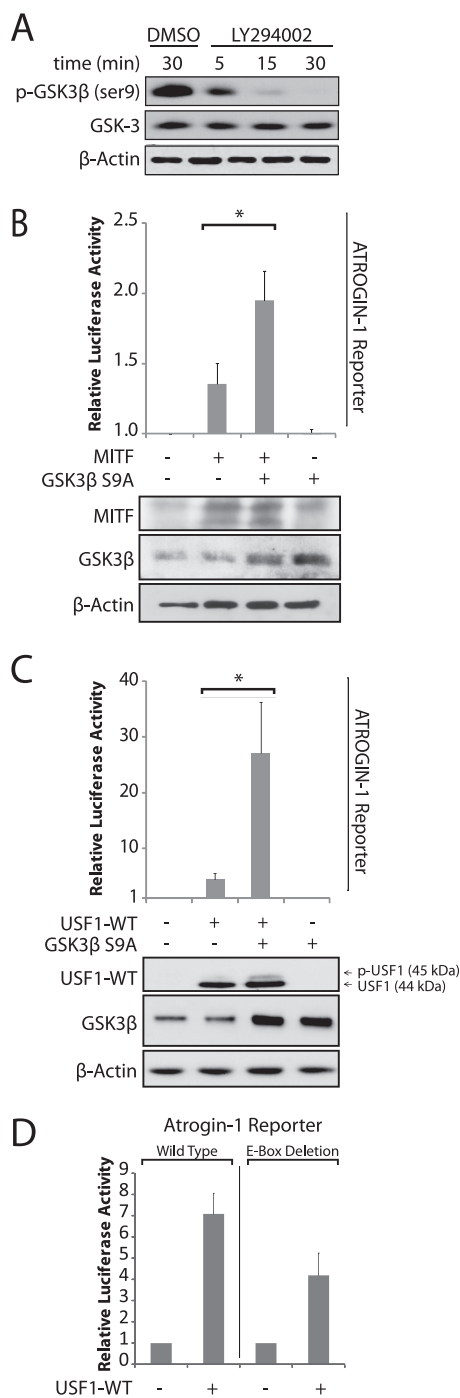 A
DMSO LY294002
time (min) 30 5 15 30
p-GSK3β (ser9)
GSK-3
β-Actin
B
Relative Luciferase Activity
2.5
2.0
1.5
1.0
*
ATROGIN-1 Reporter
MITF - + + -
GSK3β S9A - - + +
MITF
GSK3β
β-Actin
C
Relative Luciferase Activity
40
30
20
10
1
*
ATROGIN-1 Reporter
USF1-WT - + + -
GSK3β S9A - - + +
USF1-WT
← p-USF1 (45 kDa)
← USF1 (44 kDa)
GSK3β
β-Actin
D
Atrogin-1 Reporter
Wild Type E-Box Deletion
Relative Luciferase Activity
9
8
7
6
5
4
3
2
1
0
USF1-WT - + - +